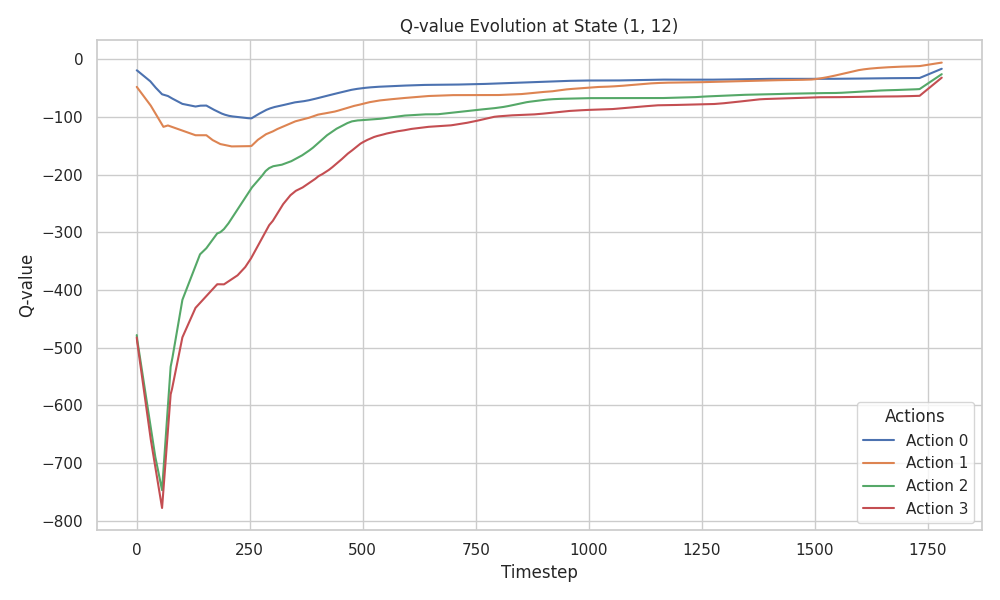 Q-value Evolution at State (1, 12)
0
−100
−200
−300
−400
−500
−600
−700
−800
Q-value
0
250
500
750
1000
1250
1500
1750
Timestep
Actions
Action 0
Action 1
Action 2
Action 3